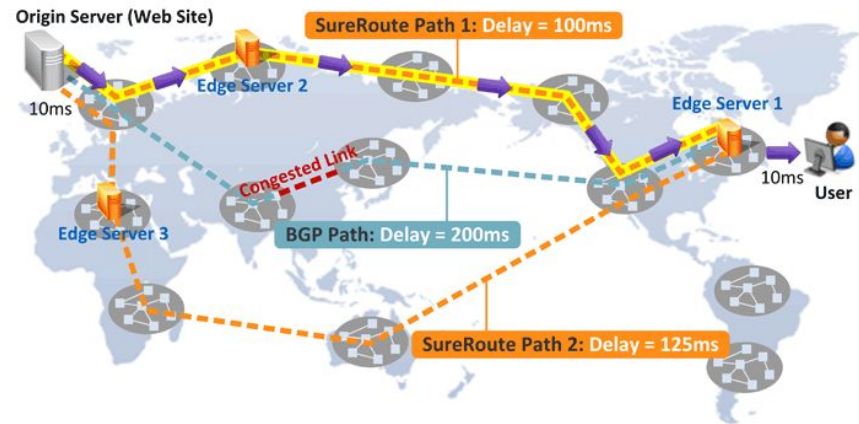 Origin Server (Web Site)
SureRoute Path 1: Delay = 100ms
Edge Server 2
10ms
Edge Server 1
Congested Link
10ms
User
Edge Server 3
BGP Path: Delay = 200ms
SureRoute Path 2: Delay = 125ms